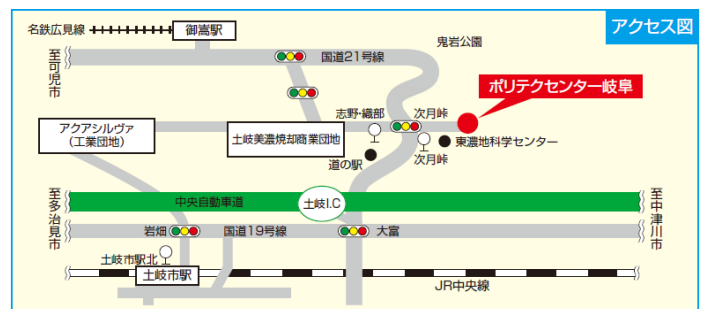 アクセス図
名鉄広見線
御嵩駅
鬼岩公園
至可児市
国道21号線
ポリテクセンター岐阜
志野・織部
次月峠
アクアシルヴァ
（工業団地）
土岐美濃焼卸商業団地
東濃地科学センター
道の駅
次月峠
至多治見市
中央自動車道
土岐I.C
至中津川市
岩畑
国道19号線
大富
土岐市駅北
土岐市駅
JR中央線